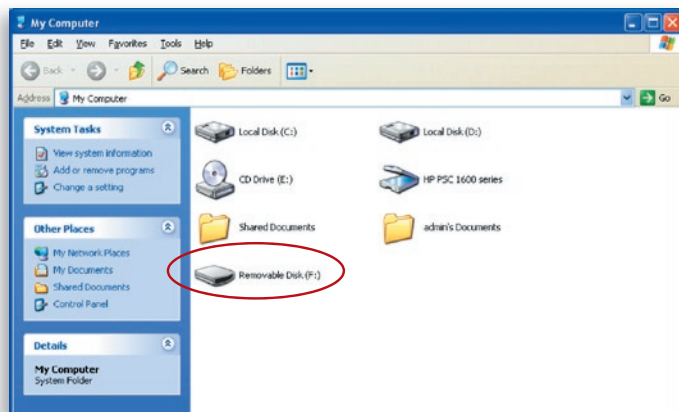 My Computer
File Edit View Favorites Tools Help
Back Search Folders
Address My Computer Go
System Tasks
View system information
Add or remove programs
Change a setting
Other Places
My Network Places
My Documents
Shared Documents
Control Panel
Details
My Computer
System Folder
Local Disk (C:) Local Disk (D:)
CD Drive (E:) HP PSC 1600 series
Shared Documents admin's Documents
Removable Disk (F:)